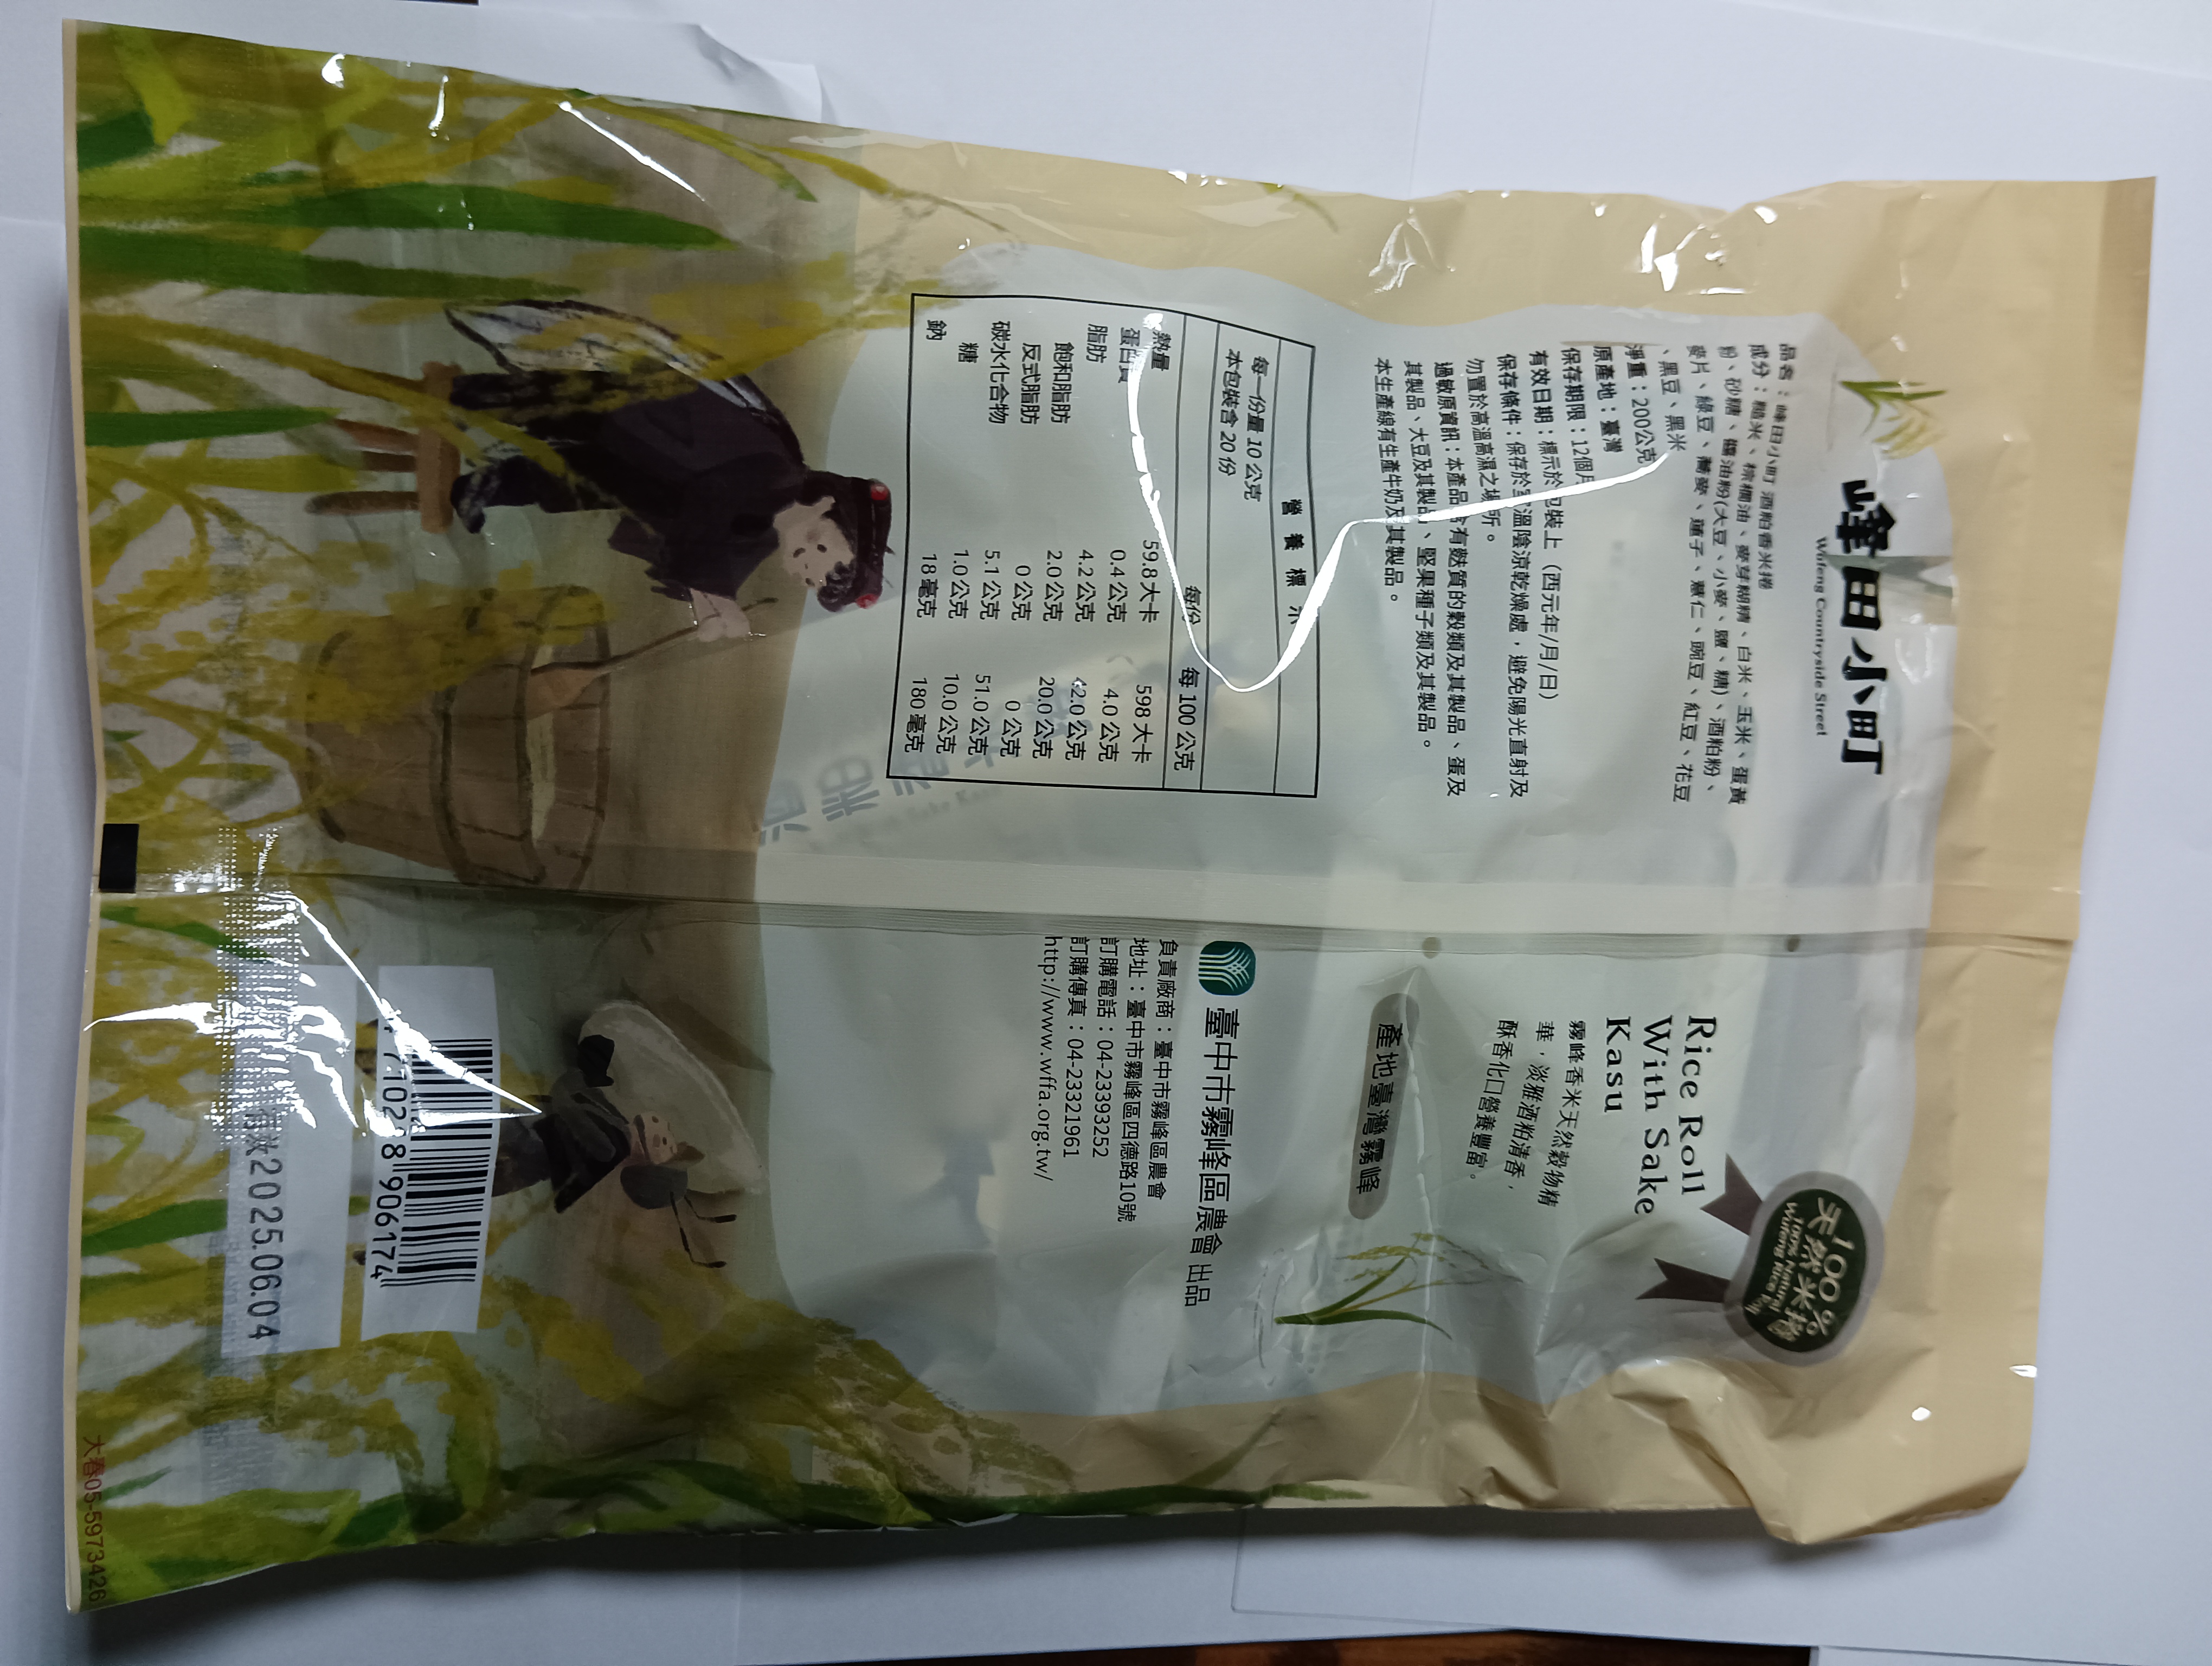 峰田小町
Wufeng Countryside Street
品名：峰田小町 酒粕香米捲
成分：糙米、棕櫚油、麥芽糊精、白米、玉米、蛋黃
粉、砂糖、醬油粉(大豆、小麥、鹽、糖)、酒粕粉、
麥片、綠豆、蕎麥、蓮子、薏仁、豌豆、紅豆、花豆
、黑豆、黑米
淨重：200公克
原產地：臺灣
保存期限：12個月
有效日期：標示於包裝上（西元年/月/日）
保存條件：保存於室溫陰涼乾燥處，避免陽光直射及
勿置於高溫高濕之場所。
過敏原資訊：本產品含有麩質的穀類及其製品、蛋及
其製品、大豆及其製品、堅果種子類及其製品。
本生產線有生產牛奶及其製品。
營養標示
每一份量 10 公克
本包裝含 20 份
每份 每 100 公克
熱量 59.8 大卡 598 大卡
蛋白質 0.4 公克 4.0 公克
脂肪 4.2 公克 42.0 公克
飽和脂肪 2.0 公克 20.0 公克
反式脂肪 0 公克 0 公克
碳水化合物 5.1 公克 51.0 公克
糖 1.0 公克 10.0 公克
鈉 18 毫克 180 毫克
100%
天然米捲
100% Natural
Wufeng Rice Roll
Rice Roll
With Sake
Kasu
霧峰香米天然穀物精
華，淡雅酒粕清香，
酥香化口營養豐富。
產地臺灣霧峰
臺中市霧峰區農會 出品
負責廠商：臺中市霧峰區農會
地址：臺中市霧峰區四德路10號
訂購電話：04-23393252
訂購傳真：04-23321961
http://www.wffa.org.tw/
4 710218 906174
有效2025.06.04
大春05-5973426